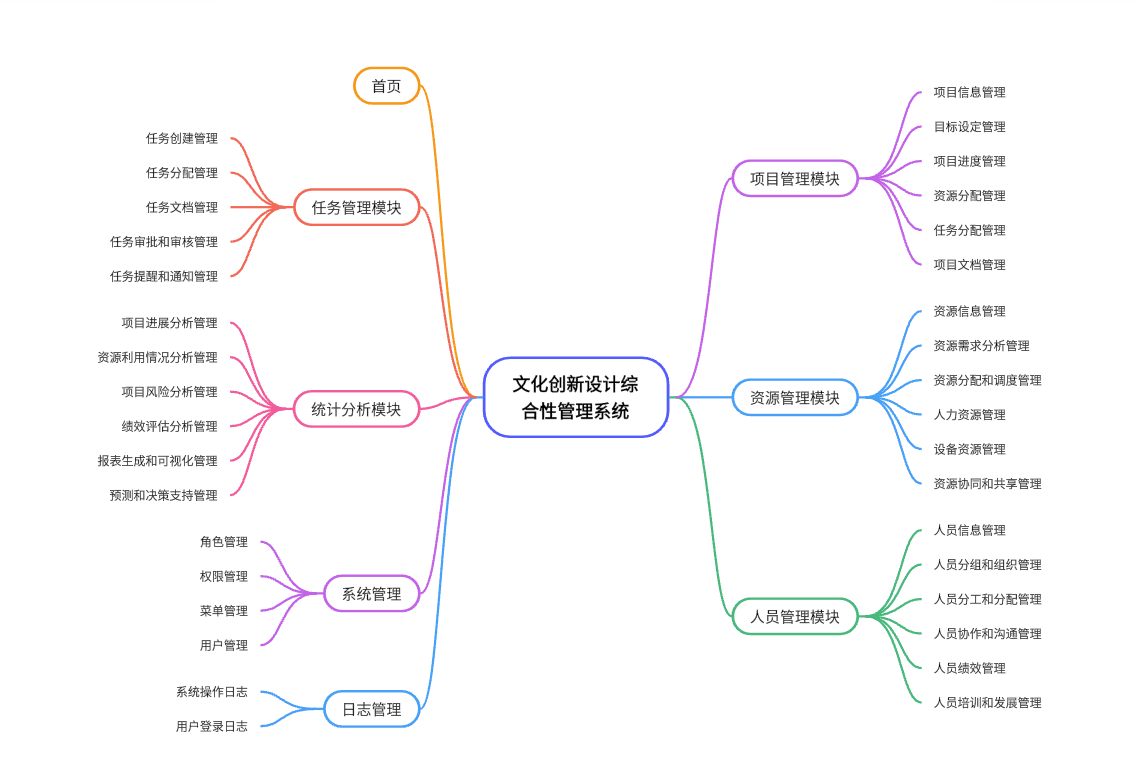 文化创新设计综
合性管理系统
首页
任务管理模块
任务创建管理
任务分配管理
任务文档管理
任务审批和审核管理
任务提醒和通知管理
统计分析模块
项目进展分析管理
资源利用情况分析管理
项目风险分析管理
绩效评估分析管理
报表生成和可视化管理
预测和决策支持管理
系统管理
角色管理
权限管理
菜单管理
用户管理
日志管理
系统操作日志
用户登录日志
项目管理模块
项目信息管理
目标设定管理
项目进度管理
资源分配管理
任务分配管理
项目文档管理
资源管理模块
资源信息管理
资源需求分析管理
资源分配和调度管理
人力资源管理
设备资源管理
资源协同和共享管理
人员管理模块
人员信息管理
人员分组和组织管理
人员分工和分配管理
人员协作和沟通管理
人员绩效管理
人员培训和发展管理